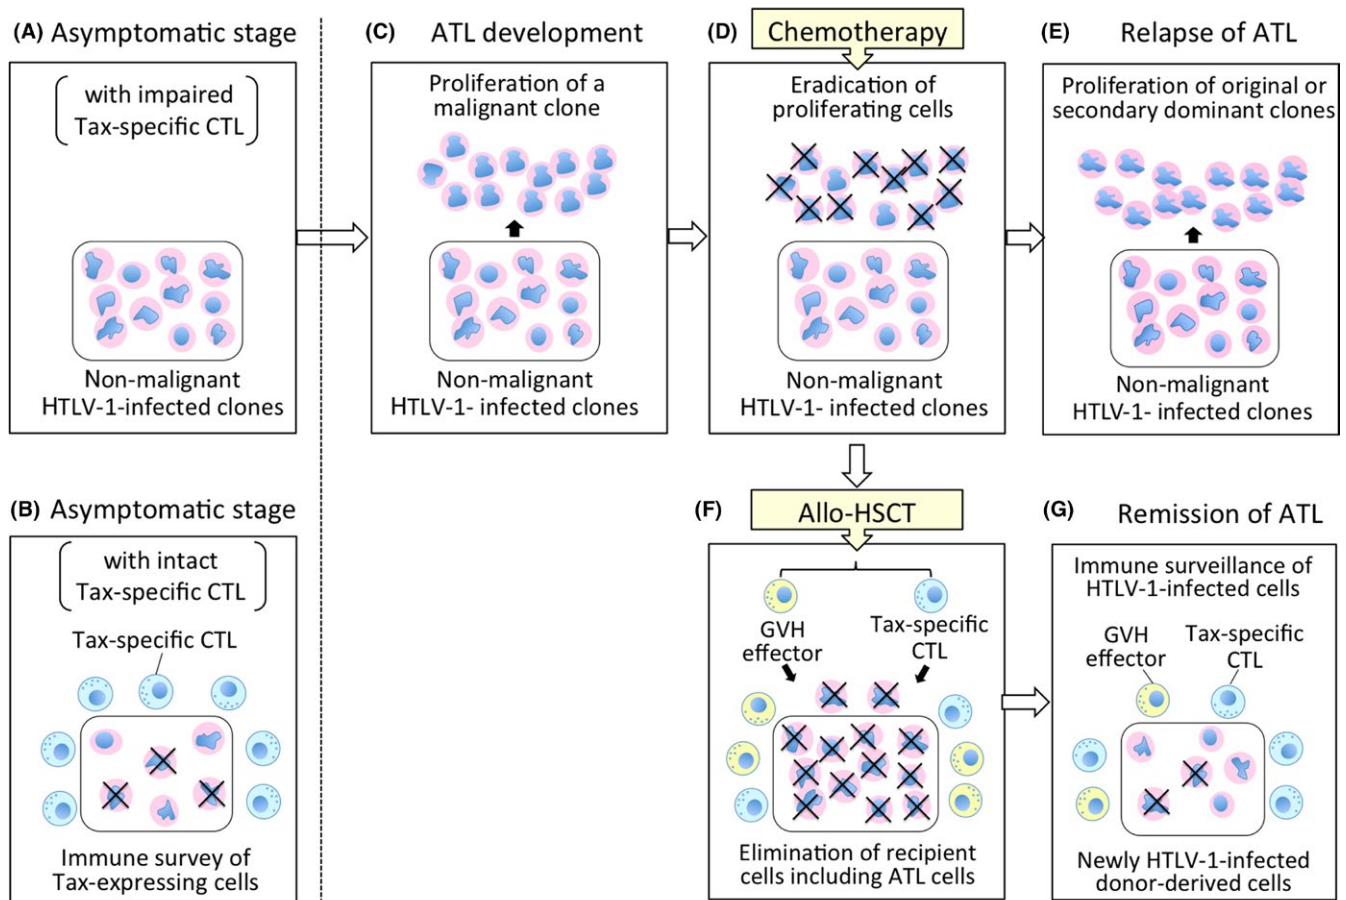 (A) Asymptomatic stage
with impaired
Tax-specific CTL
Non-malignant
HTLV-1-infected clones
(C) ATL development
Proliferation of a
malignant clone
Non-malignant
HTLV-1- infected clones
(D) Chemotherapy
Eradication of
proliferating cells
Non-malignant
HTLV-1- infected clones
(E) Relapse of ATL
Proliferation of original or
secondary dominant clones
Non-malignant
HTLV-1- infected clones
(B) Asymptomatic stage
with intact
Tax-specific CTL
Tax-specific CTL
Immune survey of
Tax-expressing cells
(F) Allo-HSCT
GVH
effector
Tax-specific
CTL
Elimination of recipient
cells including ATL cells
(G) Remission of ATL
Immune surveillance of
HTLV-1-infected cells
GVH
effector
Tax-specific
CTL
Newly HTLV-1-infected
donor-derived cells